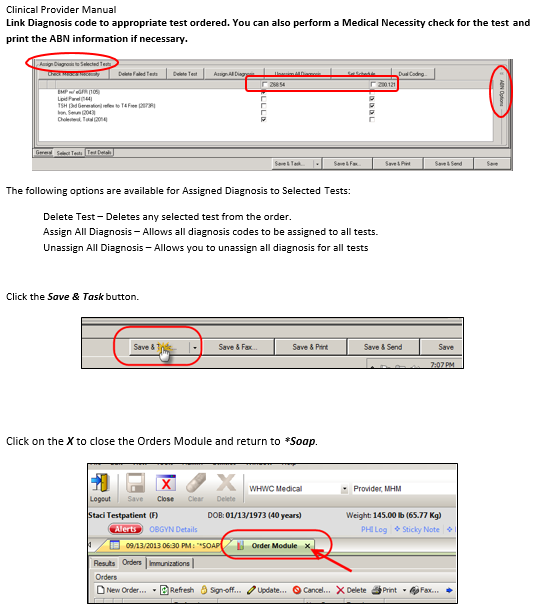 Clinical Provider Manual
Link Diagnosis code to appropriate test ordered. You can also perform a Medical Necessity check for the test and
print the ABN information if necessary.
Assign Diagnosis to Selected Tests
Check Medical Necessity Delete Failed Tests Delete Test Assign All Diagnosis Unassign All Diagnosis Set Schedule Dual Coding...
Z68.54 Z00.121
ABN Options
BMP w/ eGFR (105)
Lipid Panel (144)
TSH (3rd Generation) reflex to T4 Free (2073R)
Iron, Serum (2043)
Cholesterol, Total (2014)
General Select Tests Test Details
Save & Task... Save & Fax... Save & Print Save & Send Save
The following options are available for Assigned Diagnosis to Selected Tests:
Delete Test – Deletes any selected test from the order.
Assign All Diagnosis – Allows all diagnosis codes to be assigned to all tests.
Unassign All Diagnosis – Allows you to unassign all diagnosis for all tests
Click the Save & Task button.
Save & Save & Fax... Save & Print Save & Send Save
7:07 PM
Click on the X to close the Orders Module and return to *Soap.
Logout Save Close Clear Delete WHWC Medical Provider, MHM
Staci Testpatient (F) DOB: 01/13/1973 (40 years) Weight: 145.00 lb (65.77 Kg)
Alerts OBGYN Details PHI Log Sticky Note
09/13/2013 06:30 PM : "*SOAP" Order Module X
Results Orders Immunizations
Orders
New Order... Refresh Sign-off... Update... Cancel... Delete Print Fax...